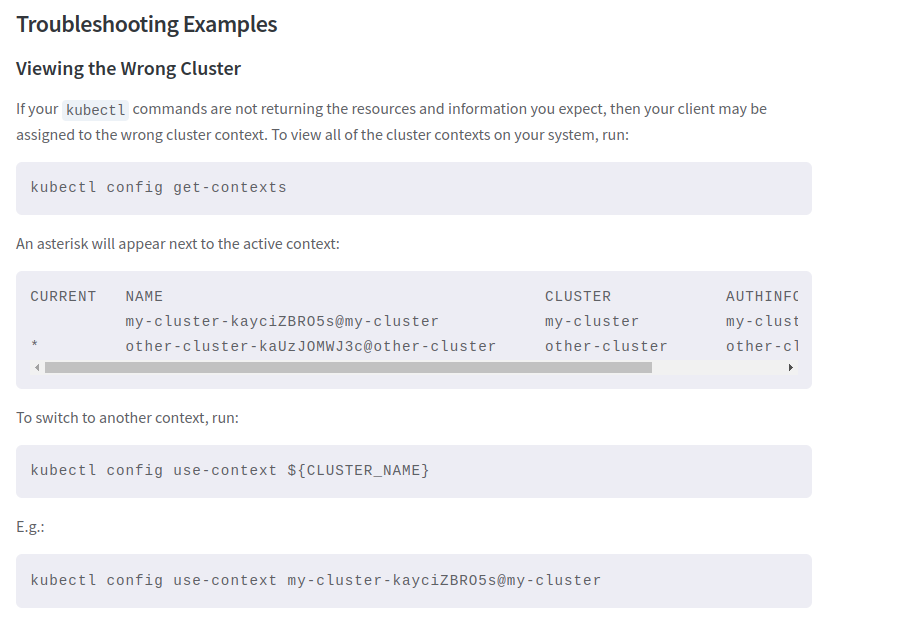 Troubleshooting Examples
Viewing the Wrong Cluster
If your kubectl commands are not returning the resources and information you expect, then your client may be
assigned to the wrong cluster context. To view all of the cluster contexts on your system, run:
kubectl config get-contexts
An asterisk will appear next to the active context:
CURRENT   NAME                                        CLUSTER            AUTHINFO
          my-cluster-kayciZBRO5s@my-cluster           my-cluster         my-clust
*         other-cluster-kaUzJOMWJ3c@other-cluster     other-cluster      other-cl
To switch to another context, run:
kubectl config use-context ${CLUSTER_NAME}
E.g.:
kubectl config use-context my-cluster-kayciZBRO5s@my-cluster